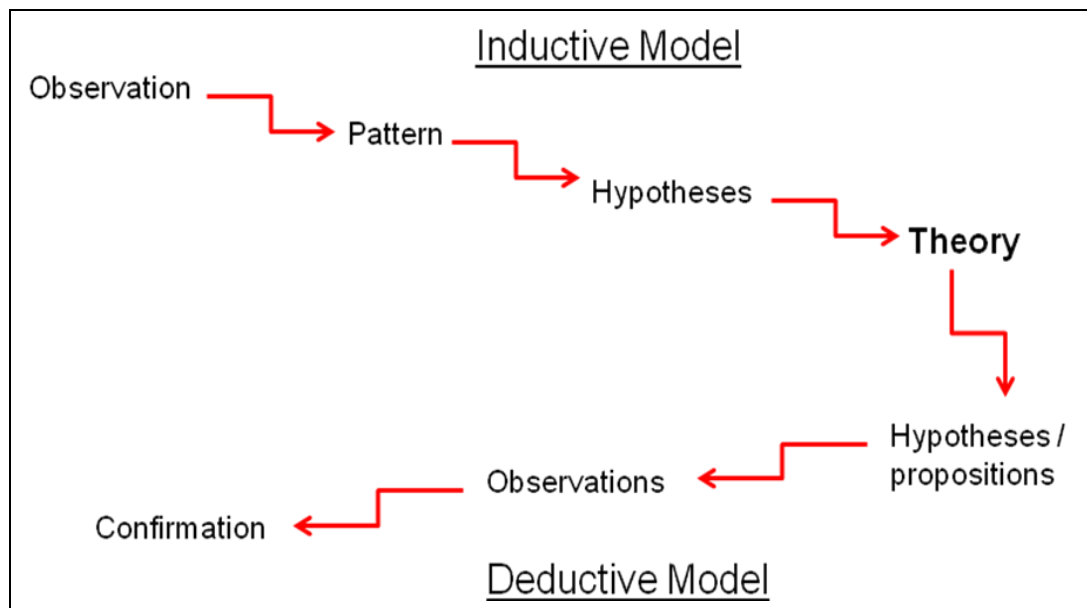 Inductive Model
Observation
Pattern
Hypotheses
Theory
Hypotheses /
propositions
Observations
Confirmation
Deductive Model